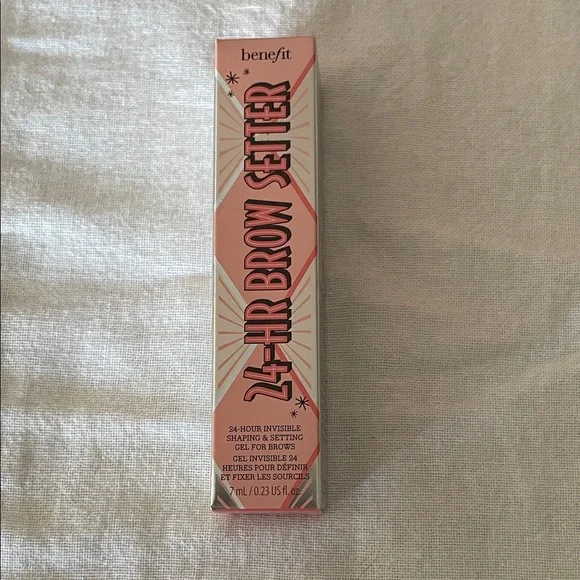 benefit
24-HR BROW SETTER
24-HOUR INVISIBLE
SHAPING & SETTING
GEL FOR BROWS
GEL INVISIBLE 24
HEURES POUR DÉFINIR
ET FIXER LES SOURCILS
7 mL / 0.23 US fl. oz.